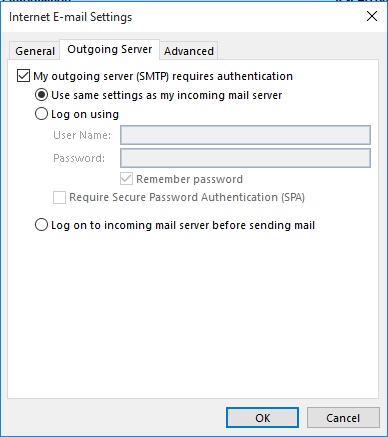 Internet E-mail Settings
General Outgoing Server Advanced
My outgoing server (SMTP) requires authentication
Use same settings as my incoming mail server
Log on using
User Name:
Password:
Remember password
Require Secure Password Authentication (SPA)
Log on to incoming mail server before sending mail
OK Cancel